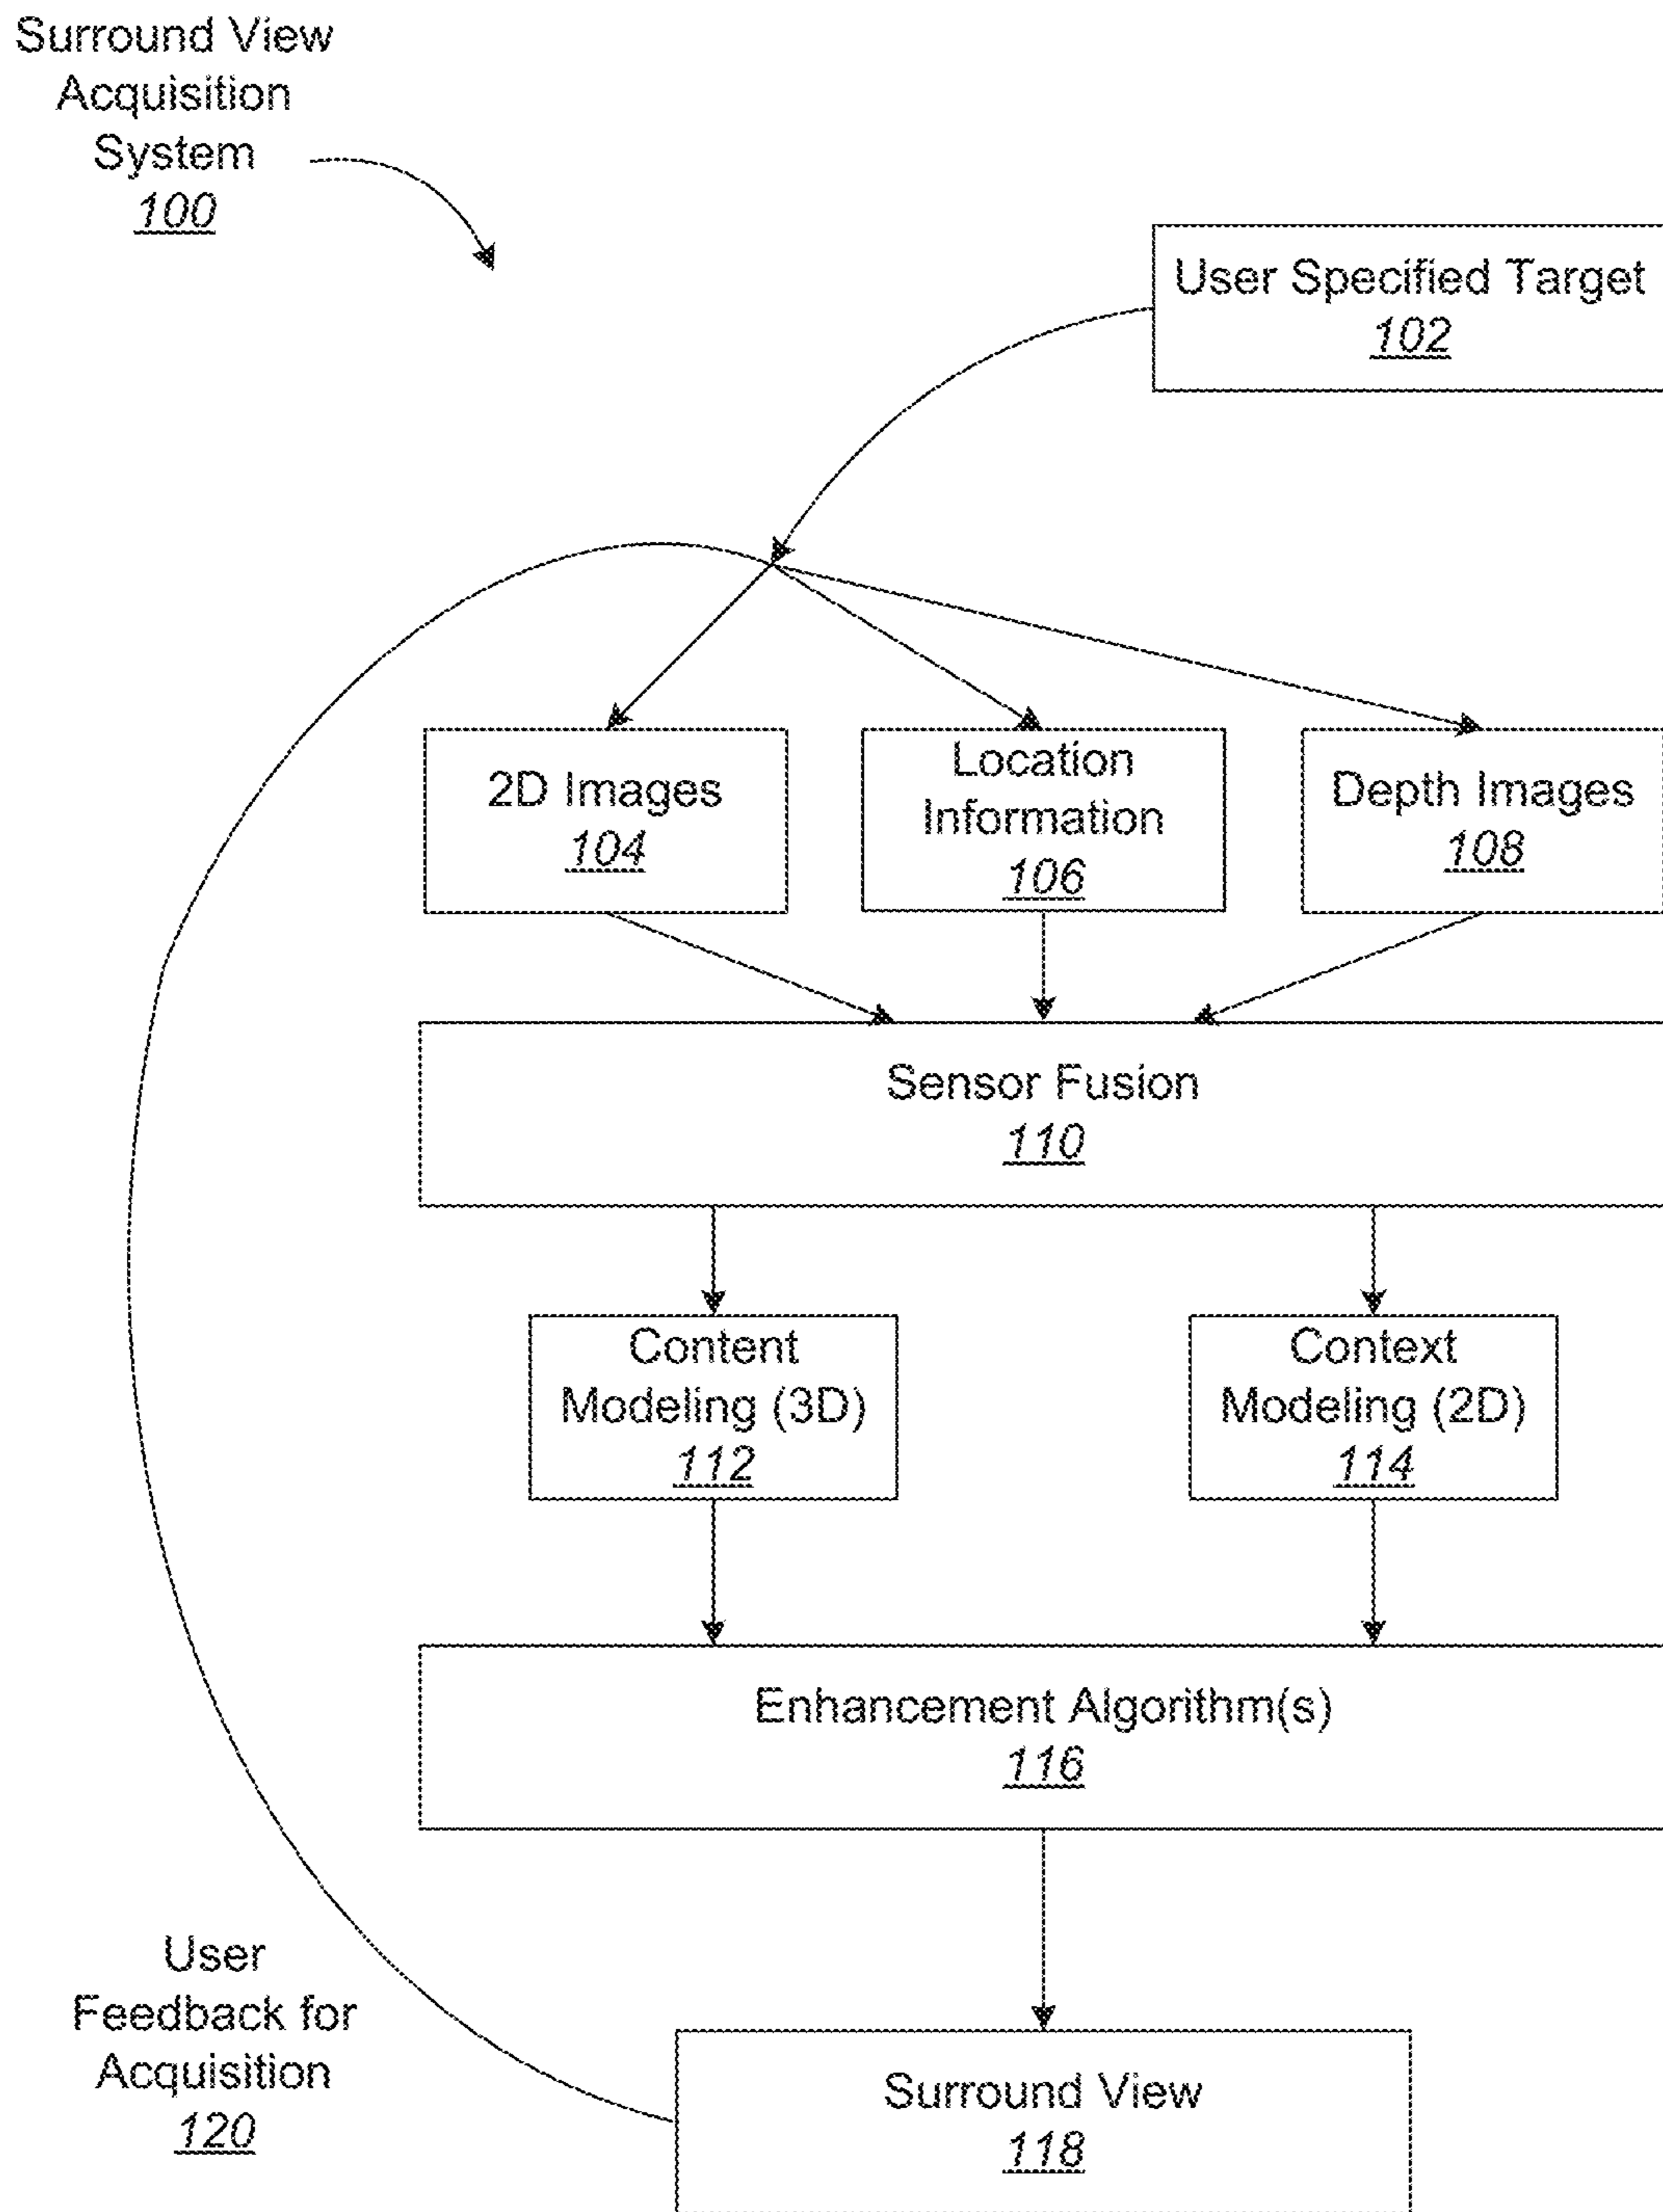 Surround View
Acquisition
System
100
User Specified Target
102
2D Images
104
Location
Information
106
Depth Images
108
Sensor Fusion
110
Content
Modeling (3D)
112
Context
Modeling (2D)
114
Enhancement Algorithm(s)
116
User
Feedback for
Acquisition
120
Surround View
118